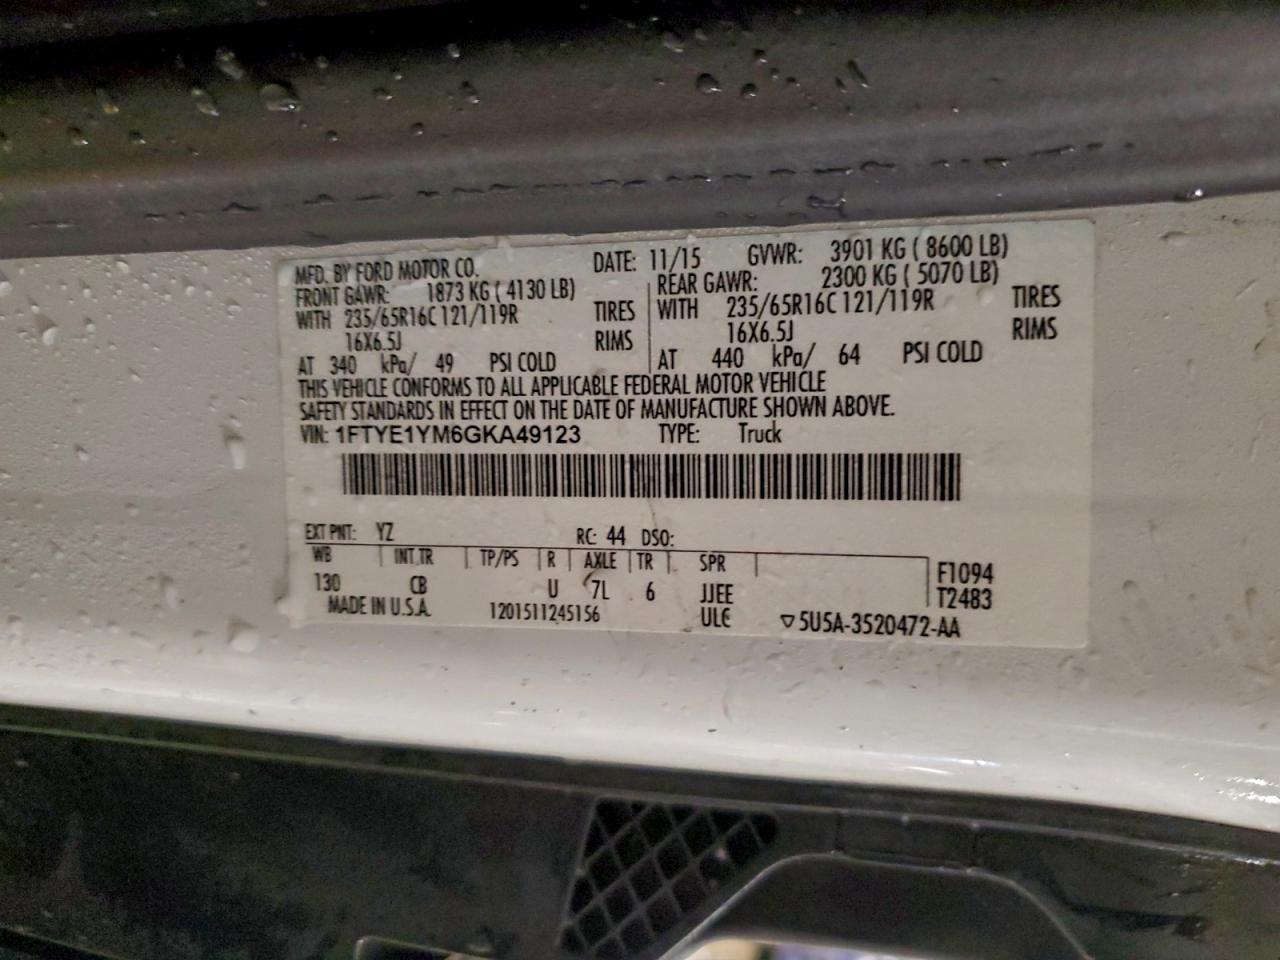 MFD. BY FORD MOTOR CO. DATE: 11/15 GVWR: 3901 KG ( 8600 LB)
FRONT GAWR: 1873 KG ( 4130 LB) REAR GAWR: 2300 KG ( 5070 LB)
WITH 235/65R16C 121/119R TIRES WITH 235/65R16C 121/119R TIRES
16X6.5J RIMS 16X6.5J RIMS
AT 340 kPa/ 49 PSI COLD AT 440 kPa/ 64 PSI COLD
THIS VEHICLE CONFORMS TO ALL APPLICABLE FEDERAL MOTOR VEHICLE
SAFETY STANDARDS IN EFFECT ON THE DATE OF MANUFACTURE SHOWN ABOVE.
VIN: 1FTYE1YM6GKA49123 TYPE: Truck
EXT PNT: YZ RC: 44 DSO:
WB INT TR TP/PS R AXLE TR SPR
130 CB U 7L 6 JJEE F1094
MADE IN U.S.A. 1201511245156 ULC T2483
▽5U5A-3520472-AA